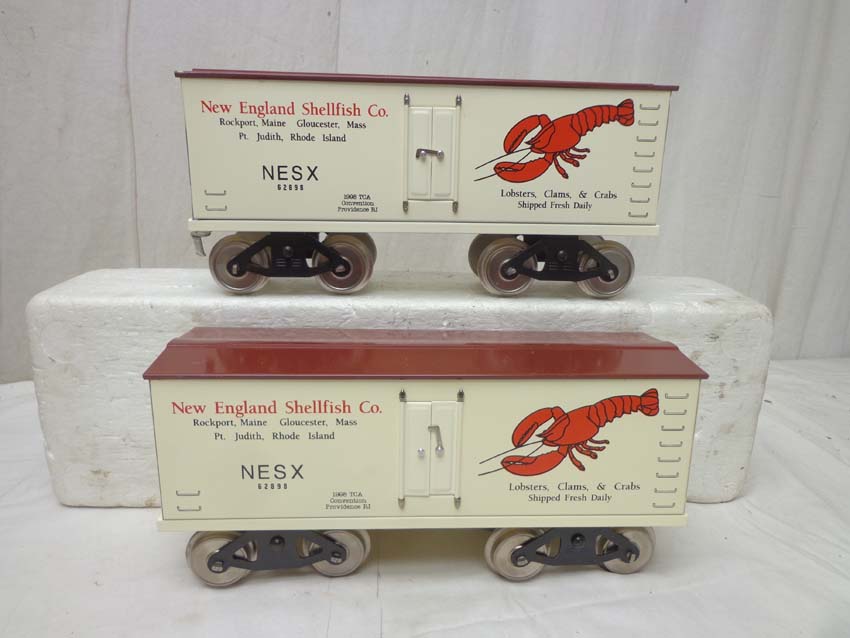 New England Shellfish Co.
Rockport, Maine Gloucester, Mass
Pt. Judith, Rhode Island
NESX
62898
1998 TCA
Convention
Providence RI
Lobsters, Clams, & Crabs
Shipped Fresh Daily
New England Shellfish Co.
Rockport, Maine Gloucester, Mass
Pt. Judith, Rhode Island
NESX
62898
1998 TCA
Convention
Providence RI
Lobsters, Clams, & Crabs
Shipped Fresh Daily